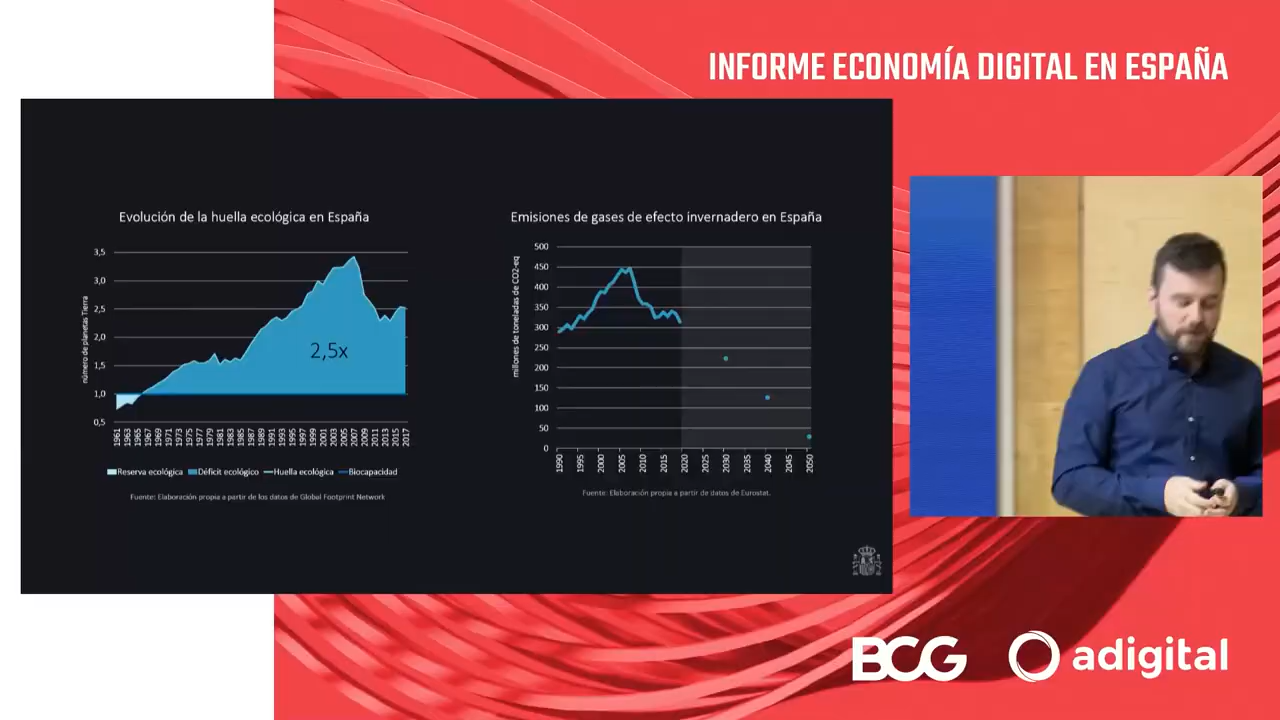 INFORME ECONOMÍA DIGITAL EN ESPAÑA
Evolución de la huella ecológica en España
número de planetas Tierra
3,5
3,0
2,5
2,0
1,5
1,0
0,5
2,5x
1961 1963 1965 1967 1969 1971 1973 1975 1977 1979 1981 1983 1985 1987 1989 1991 1993 1995 1997 1999 2001 2003 2005 2007 2009 2011 2013 2015 2017
Reserva ecológica Déficit ecológico Huella ecológica Biocapacidad
Fuente: Elaboración propia a partir de los datos de Global Footprint Network
Emisiones de gases de efecto invernadero en España
millones de toneladas de CO2-eq
500
450
400
350
300
250
200
150
100
50
0
1990 1995 2000 2005 2010 2015 2020 2025 2030 2035 2040 2045 2050
Fuente: Elaboración propia a partir de datos de Eurostat.
BCG adigital